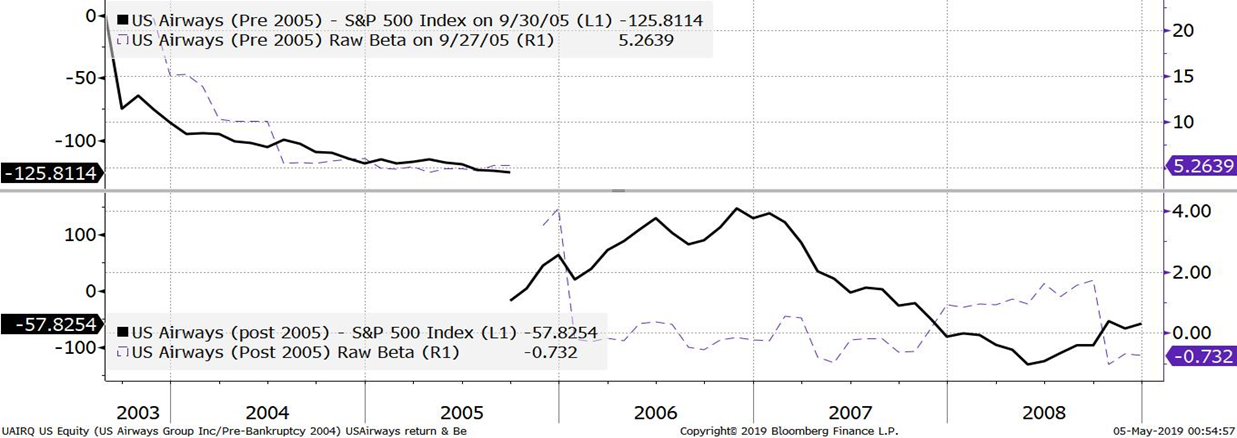 0
US Airways (Pre 2005) - S&P 500 Index on 9/30/05 (L1) -125.8114
20
US Airways (Pre 2005) Raw Beta on 9/27/05 (R1) 5.2639
-50
15
10
-100
5.2639
-125.8114
4.00
100
2.00
0
-57.8254
US Airways (post 2005) - S&P 500 Index (L1) -57.8254
0.00
-100
US Airways (Post 2005) Raw Beta (R1) -0.732
-0.732
2003 2004 2005 2006 2007 2008
UAIRQ US Equity (US Airways Group Inc/Pre-Bankruptcy 2004) USAirways return & Be Copyright© 2019 Bloomberg Finance L.P. 05-May-2019 00:54:57